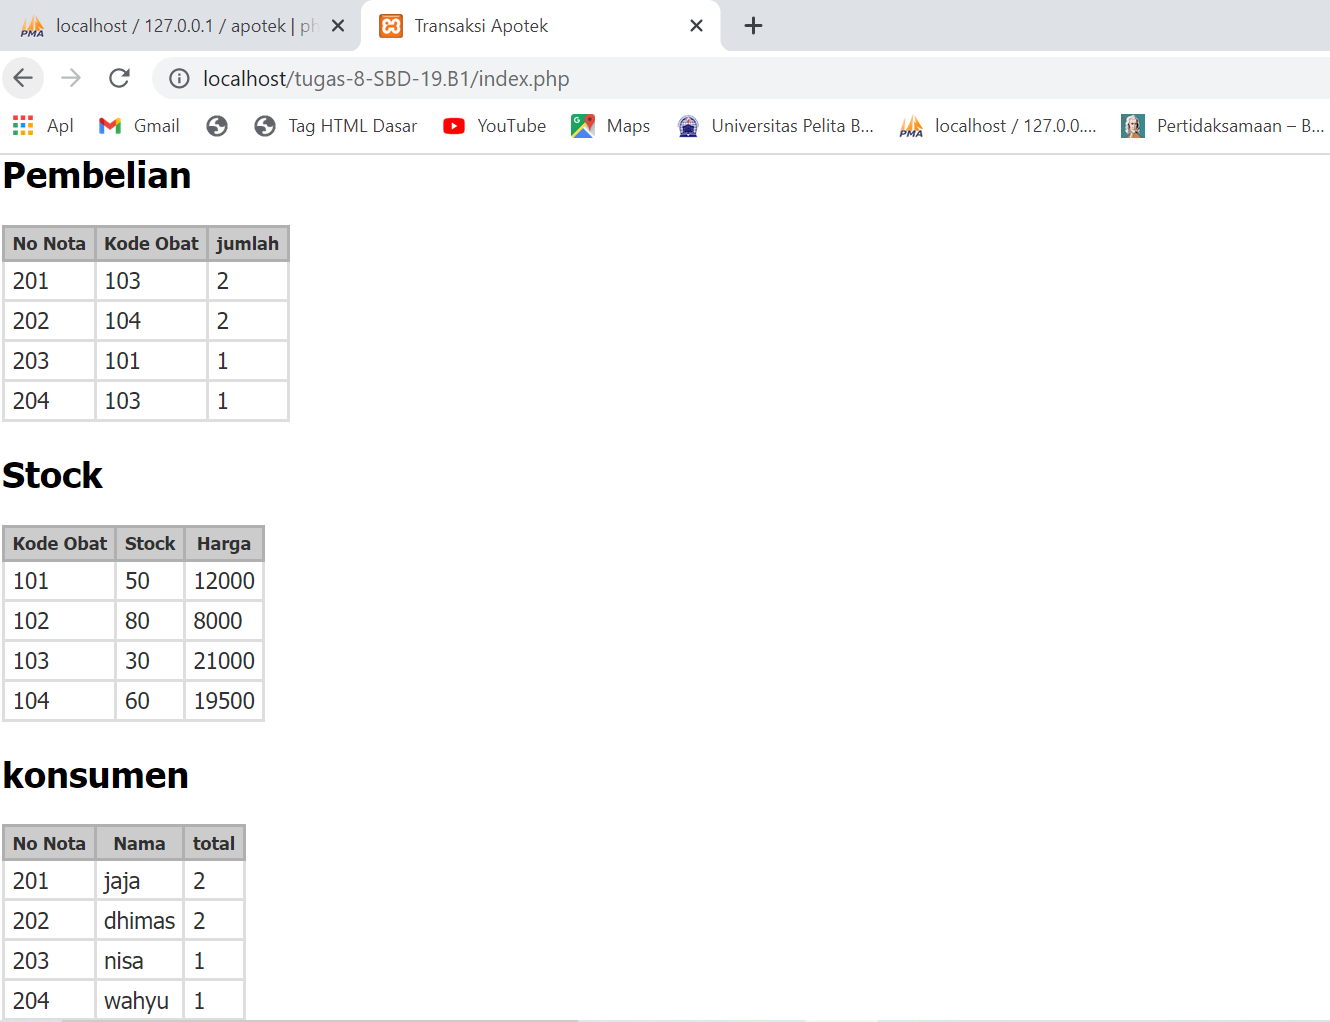 localhost / 127.0.0.1 / apotek | ph
Transaksi Apotek
localhost/tugas-8-SBD-19.B1/index.php
Apl Gmail Tag HTML Dasar YouTube Maps Universitas Pelita B... localhost / 127.0.0.... Pertidaksamaan – B...
Pembelian
No Nota Kode Obat jumlah
201 103 2
202 104 2
203 101 1
204 103 1
Stock
Kode Obat Stock Harga
101 50 12000
102 80 8000
103 30 21000
104 60 19500
konsumen
No Nota Nama total
201 jaja 2
202 dhimas 2
203 nisa 1
204 wahyu 1